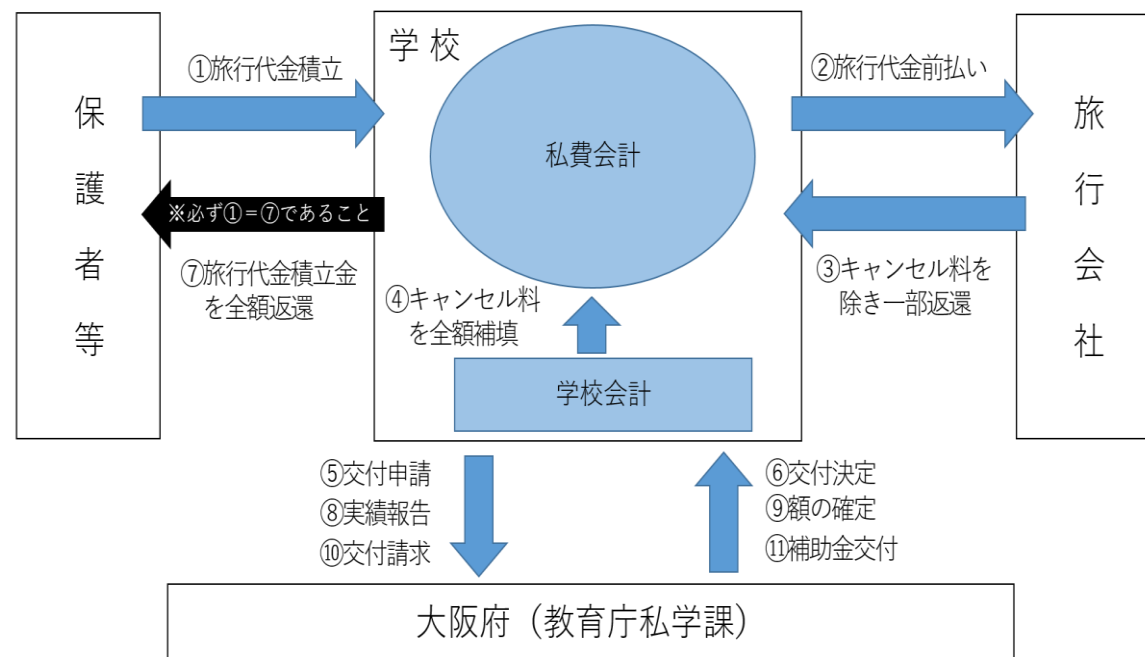 学 校
保護者等
①旅行代金積立
私費会計
②旅行代金前払い
旅行会社
※必ず①=⑦であること
⑦旅行代金積立金
を全額返還
③キャンセル料を
除き一部返還
④キャンセル料
を全額補填
学校会計
⑤交付申請
⑧実績報告
⑩交付請求
⑥交付決定
⑨額の確定
⑪補助金交付
大阪府(教育庁私学課)